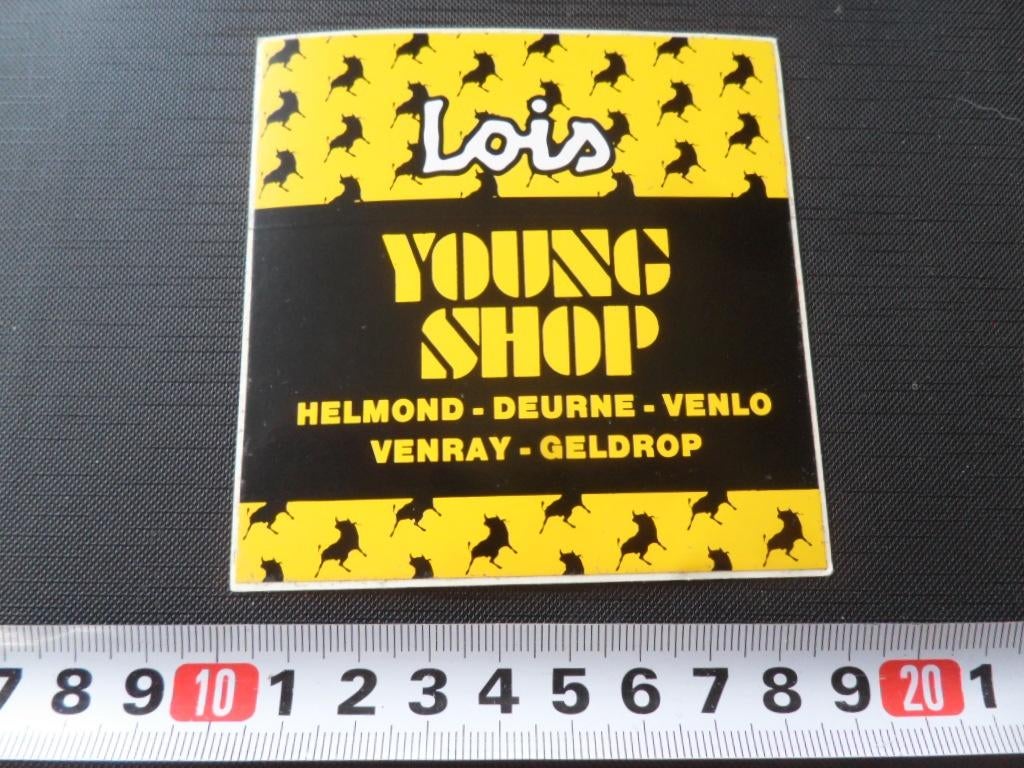 Lois
YOUNG
SHOP
HELMOND - DEURNE - VENLO
VENRAY - GELDROP
7 8 9 10 1 2 3 4 5 6 7 8 9 20 1